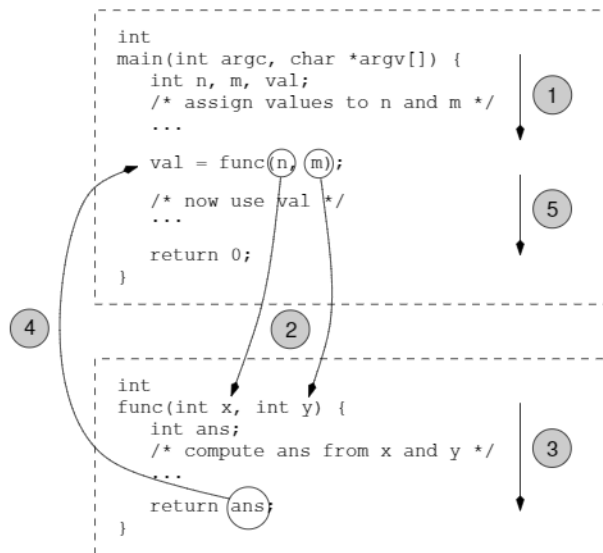 int
main(int argc, char *argv[]) {
int n, m, val;
/* assign values to n and m */
...
1
val = func(n, m);
/* now use val */
...
5
return 0;
}
4
2
int
func(int x, int y) {
int ans;
/* compute ans from x and y */
...
3
return ans;
}